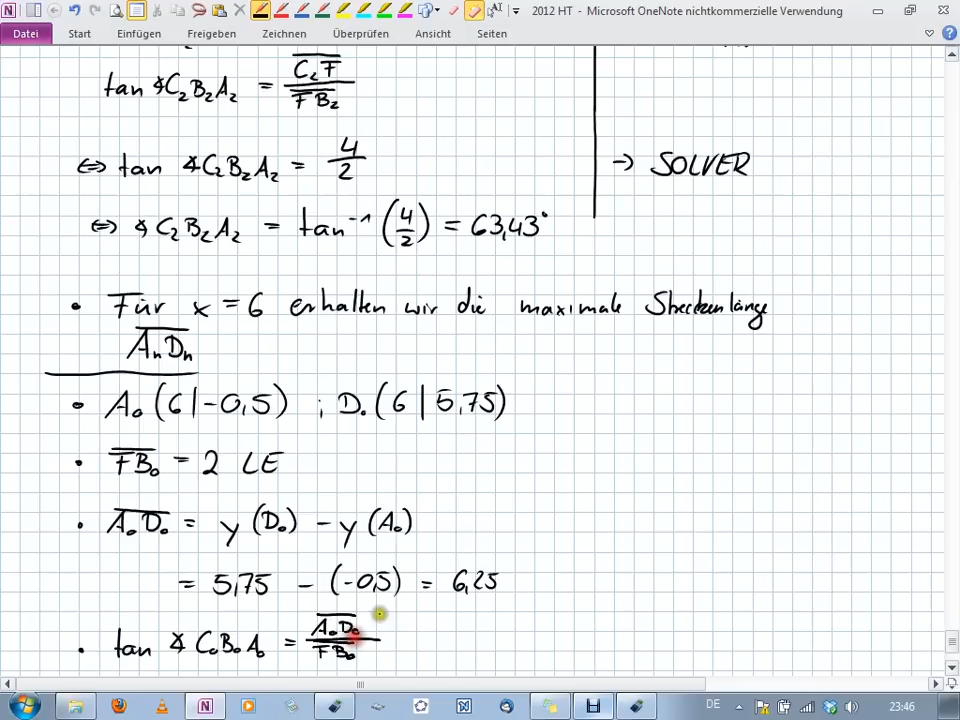 2012 HT - Microsoft OneNote nichtkommerzielle Verwendung
Datei Start Einfügen Freigeben Zeichnen Überprüfen Ansicht Seiten
tan ∢C₂B₂A₂ = C₂F / FB₂
⇔ tan ∢C₂B₂A₂ = 4/2
→ SOLVER
⇔ ∢C₂B₂A₂ = tan⁻¹ (4/2) = 63,43°
• Für x = 6 erhalten wir die maximale Streckenlänge
AₙDₙ
• A₀ (6|-0,5) ; D₀ (6|5,75)
• FB₀ = 2 LE
• A₀D₀ = y (D₀) - y (A₀)
= 5,75 - (-0,5) = 6,25
• tan ∢ C₀B₀A₀ = A₀D₀ / FB₀
DE 23:46